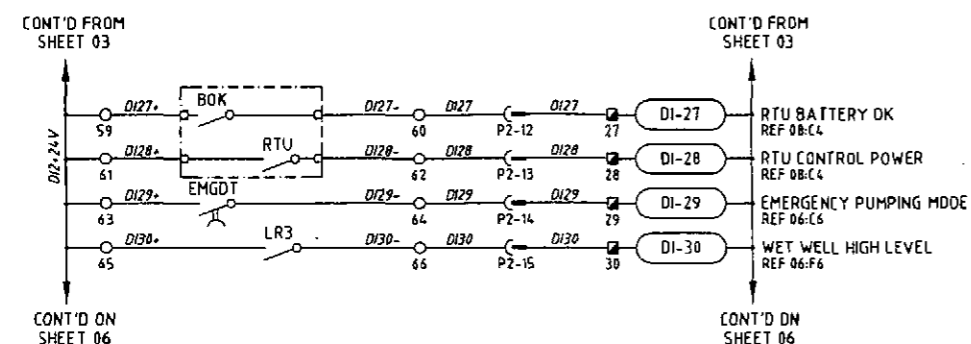 CONT'D FROM
SHEET 03
CONT'D FROM
SHEET 03
DI2+24V
DI27+
59
BOK
DI27-
60
DI27
P2-12
DI27
27
DI-27
RTU BATTERY OK
REF 08:C4
DI28+
61
RTU
DI28-
62
DI28
P2-13
DI28
28
DI-28
RTU CONTROL POWER
REF 08:C4
DI29+
63
EMGDT
DI29-
64
DI29
P2-14
DI29
29
DI-29
EMERGENCY PUMPING MODE
REF 06:C6
DI30+
65
LR3
DI30-
66
DI30
P2-15
DI30
30
DI-30
WET WELL HIGH LEVEL
REF 06:F6
CONT'D ON
SHEET 06
CONT'D ON
SHEET 06